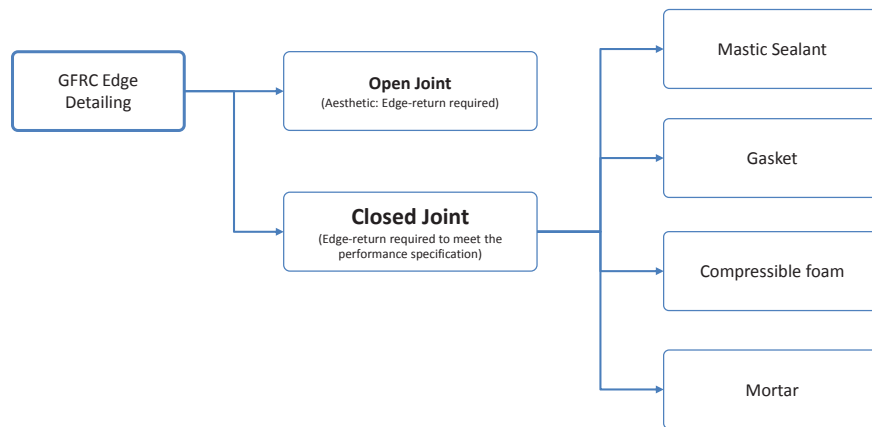 GFRC Edge
Detailing
Open Joint
(Aesthetic: Edge-return required)
Closed Joint
(Edge-return required to meet the
performance specification)
Mastic Sealant
Gasket
Compressible foam
Mortar